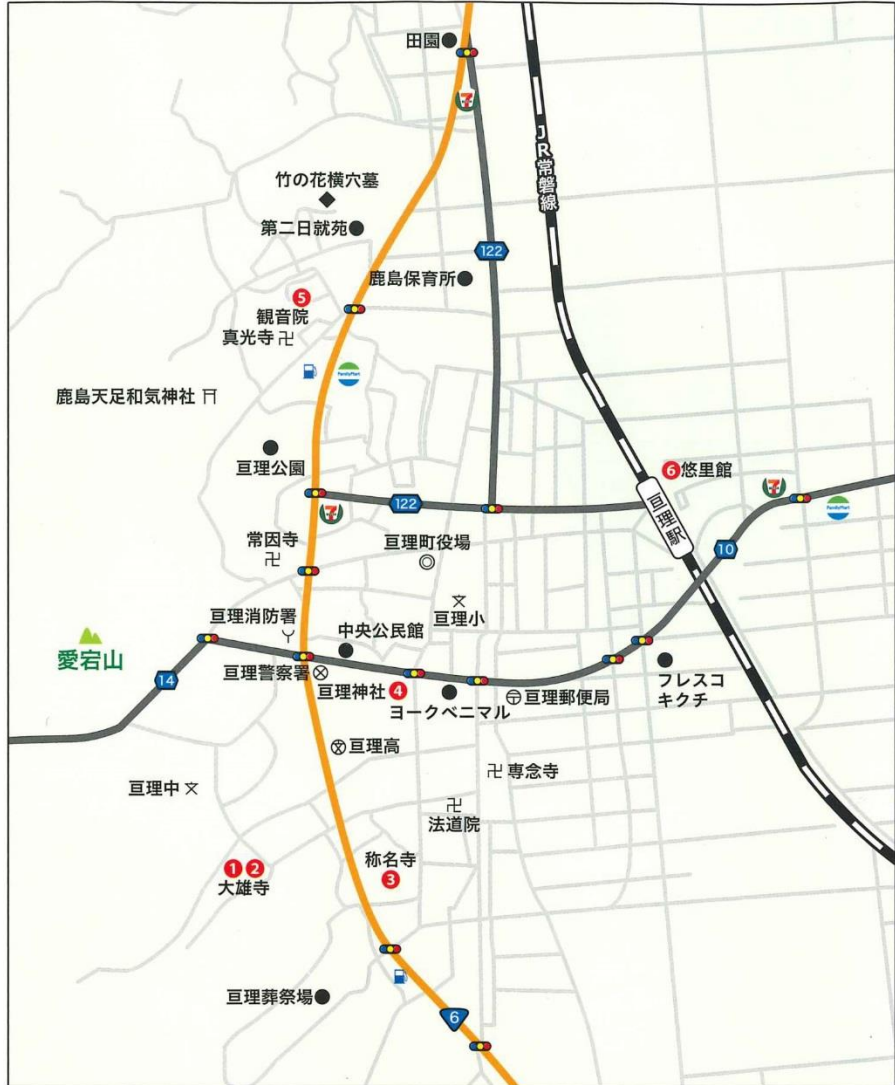 田園
7
JR常磐線
竹の花横穴墓
第二日就苑
122
鹿島保育所
5
観音院
真光寺
FamilyMart
鹿島天足和気神社
亘理公園
6 悠里館
7
122
亘理駅
7
FamilyMart
常因寺
亘理町役場
10
亘理小
亘理消防署
中央公民館
愛宕山
亘理警察署
亘理神社 4
14
ヨークベニマル
亘理郵便局
フレスコ
キクチ
亘理高
専念寺
亘理中
法道院
称名寺
3
1 2
大雄寺
亘理葬祭場
6